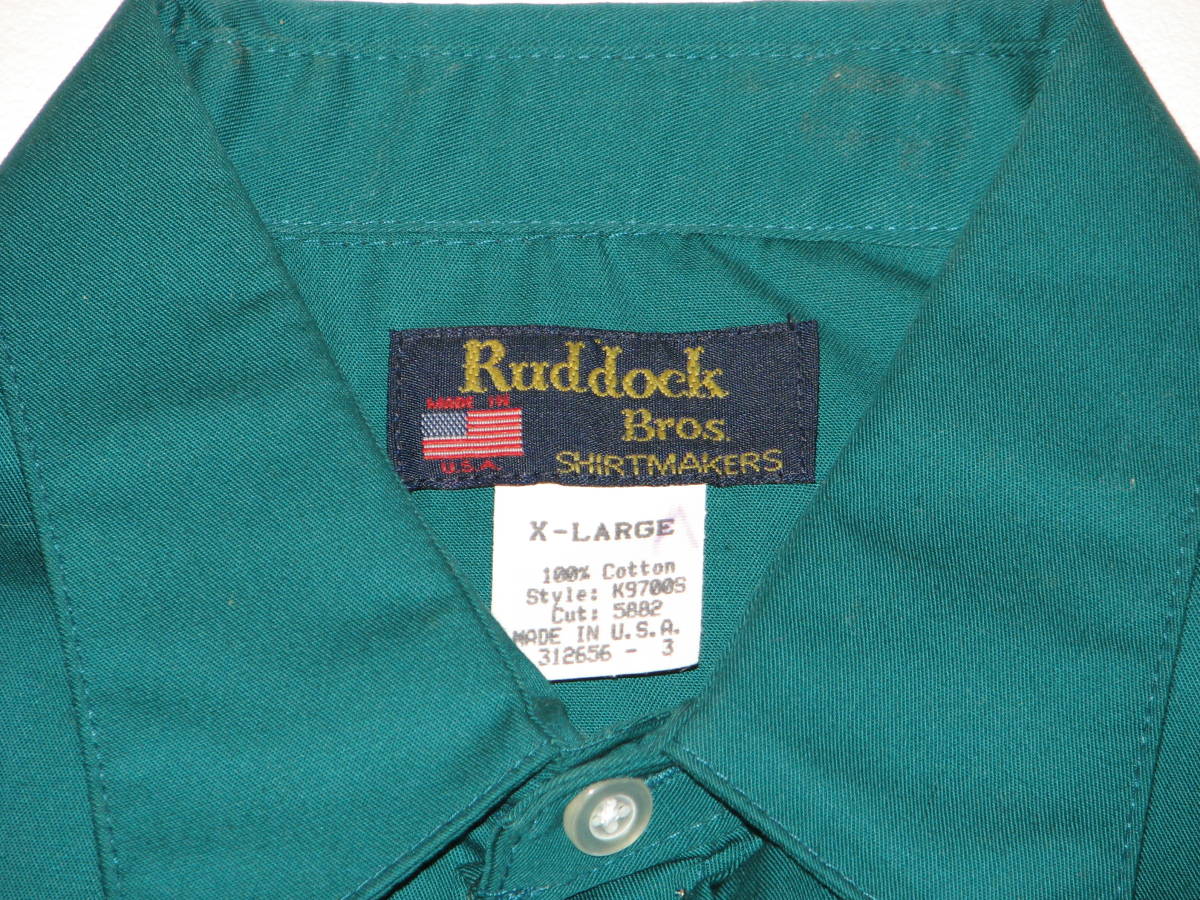 Ruddock
Bros.
SHIRTMAKERS
MADE IN
U.S.A.
X-LARGE
100% Cotton
Style: K9700S
Cut: 5882
MADE IN U.S.A.
312656 - 3